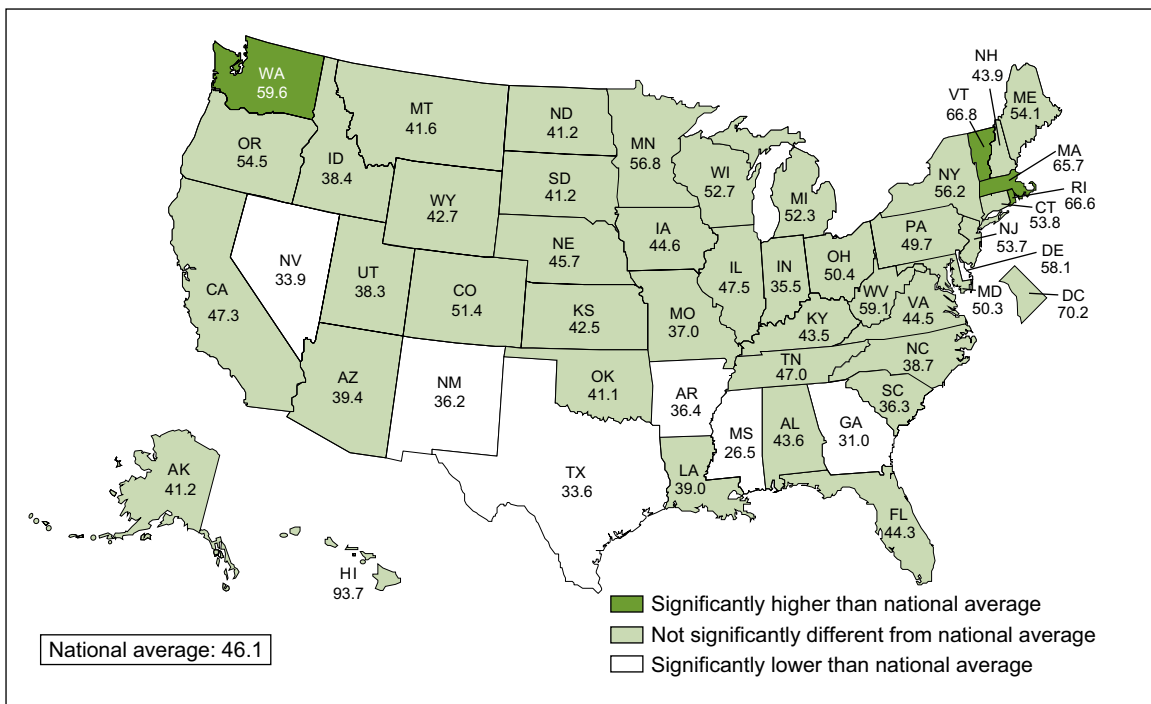 WA
59.6
OR
54.5
CA
47.3
NV
33.9
ID
38.4
MT
41.6
WY
42.7
UT
38.3
CO
51.4
AZ
39.4
NM
36.2
ND
41.2
SD
41.2
NE
45.7
KS
42.5
OK
41.1
TX
33.6
MN
56.8
IA
44.6
MO
37.0
AR
36.4
LA
39.0
WI
52.7
IL
47.5
MI
52.3
IN
35.5
OH
50.4
KY
43.5
TN
47.0
MS
26.5
AL
43.6
GA
31.0
FL
44.3
SC
36.3
NC
38.7
VA
44.5
WV
59.1
PA
49.7
NY
56.2
VT
66.8
NH
43.9
ME
54.1
MA
65.7
RI
66.6
CT
53.8
NJ
53.7
DE
58.1
MD
50.3
DC
70.2
AK
41.2
HI
93.7
Significantly higher than national average
Not significantly different from national average
Significantly lower than national average
National average: 46.1